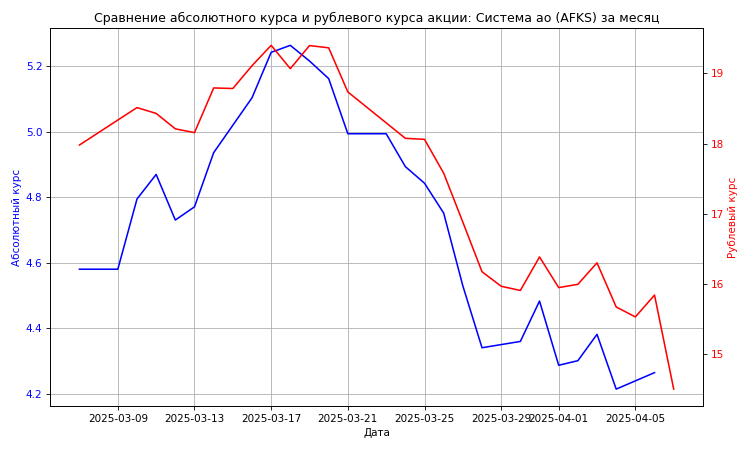 Сравнение абсолютного курса и рублевого курса акции: Система ао (AFKS) за месяц
5.2
5.0
4.8
4.6
4.4
4.2
Абсолютный курс
19
18
17
16
15
Рублевый курс
2025-03-09 2025-03-13 2025-03-17 2025-03-21 2025-03-25 2025-03-29 2025-04-01 2025-04-05
Дата